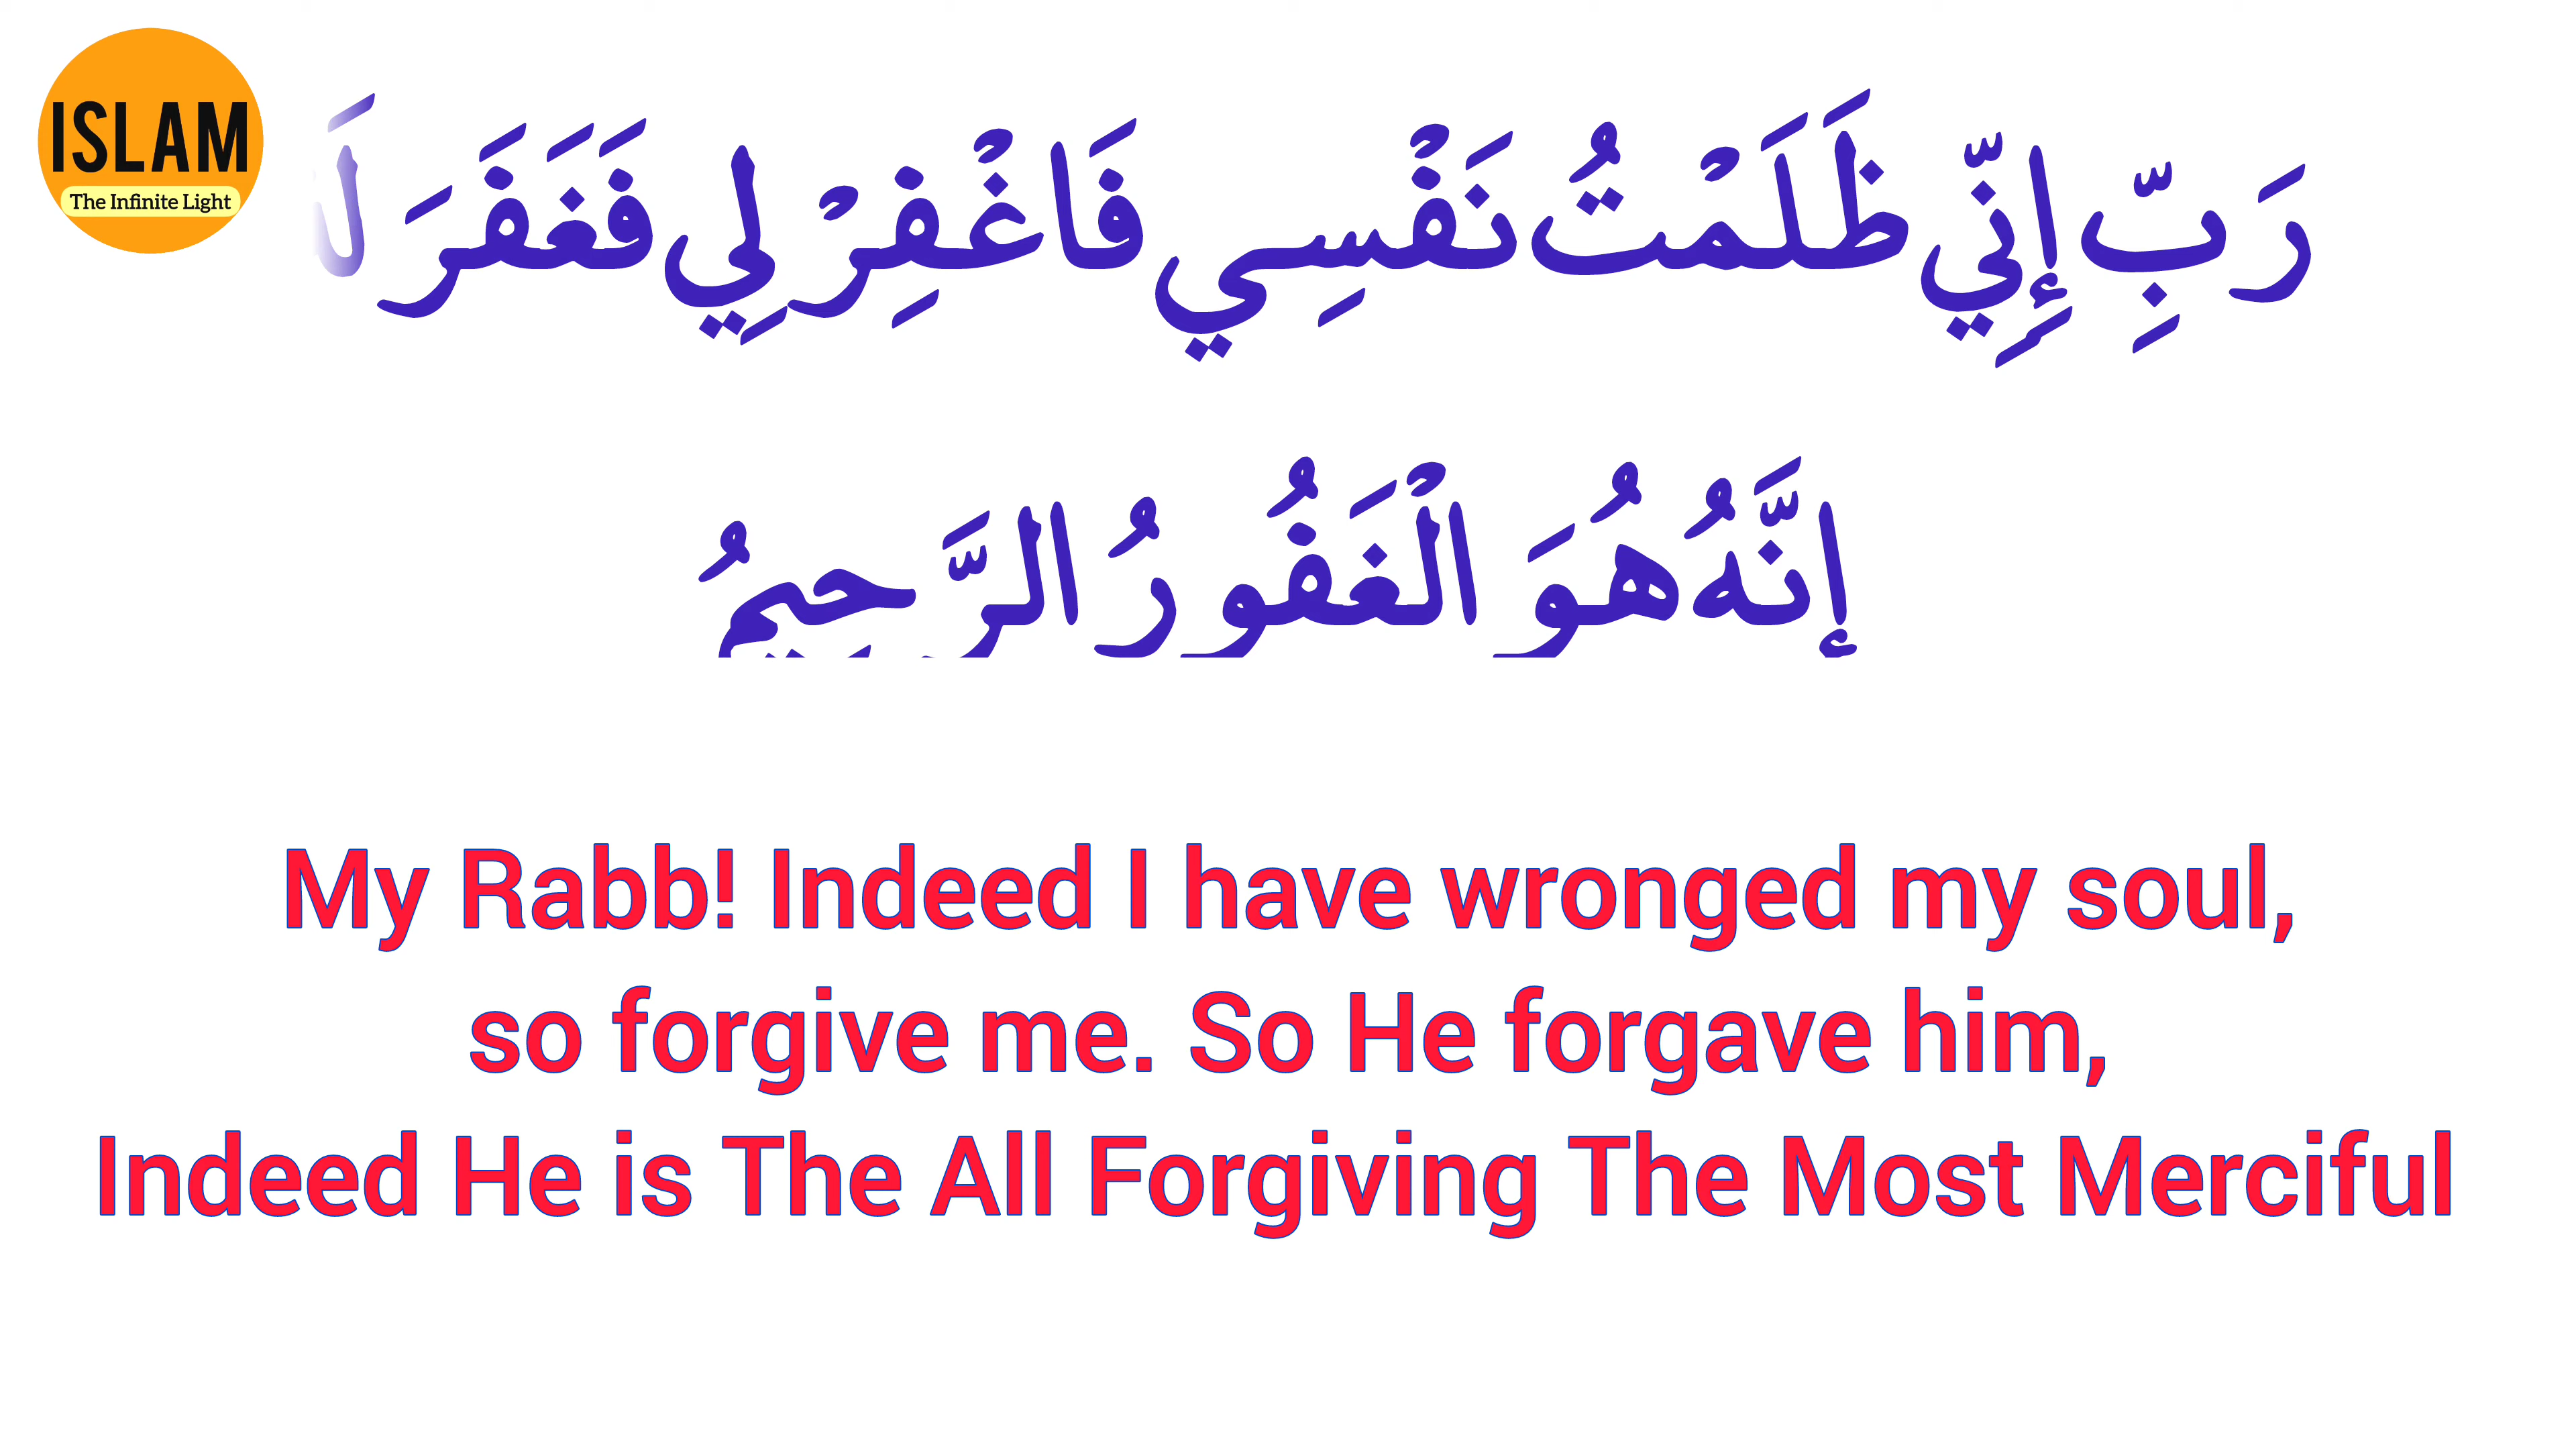 ISLAM
The Infinite Light
رَبِّ إِنِّي ظَلَمْتُ نَفْسِي فَاغْفِرْ لِي فَغَفَرَ
إِنَّهُ هُوَ الْغَفُورُ الرَّحِيمُ
My Rabb! Indeed I have wronged my soul,
so forgive me. So He forgave him,
Indeed He is The All Forgiving The Most Merciful